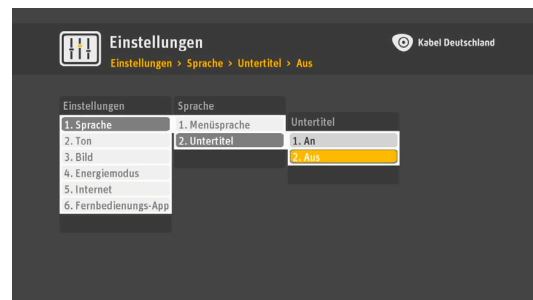 Einstellungen
Kabel Deutschland
Einstellungen > Sprache > Untertitel > Aus
Einstellungen
1. Sprache
2. Ton
3. Bild
4. Energiemodus
5. Internet
6. Fernbedienungs-App
Sprache
1. Menüsprache
2. Untertitel
Untertitel
1. An
2. Aus